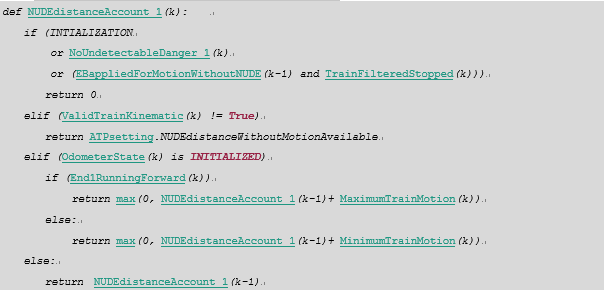 def NUDEdistanceAccount_1(k):
if (INTIALIZATION
or NoUndetectableDanger_1(k)
or (EBappliedForMotionWithoutNUDE(k-1) and TrainFilteredStopped(k)))
return 0
elif (ValidTrainKinematic(k) != True)
return ATPsetting.NUDEdistanceWithoutMotionAvailable
elif (OdometerState(k) is INITIALIZED)
if (End1RunningForward(k))
return max(0, NUDEdistanceAccount_1(k-1)+ MaximumTrainMotion(k))
else:
return max(0, NUDEdistanceAccount_1(k-1)+ MinimumTrainMotion(k))
else:
return NUDEdistanceAccount_1(k-1)